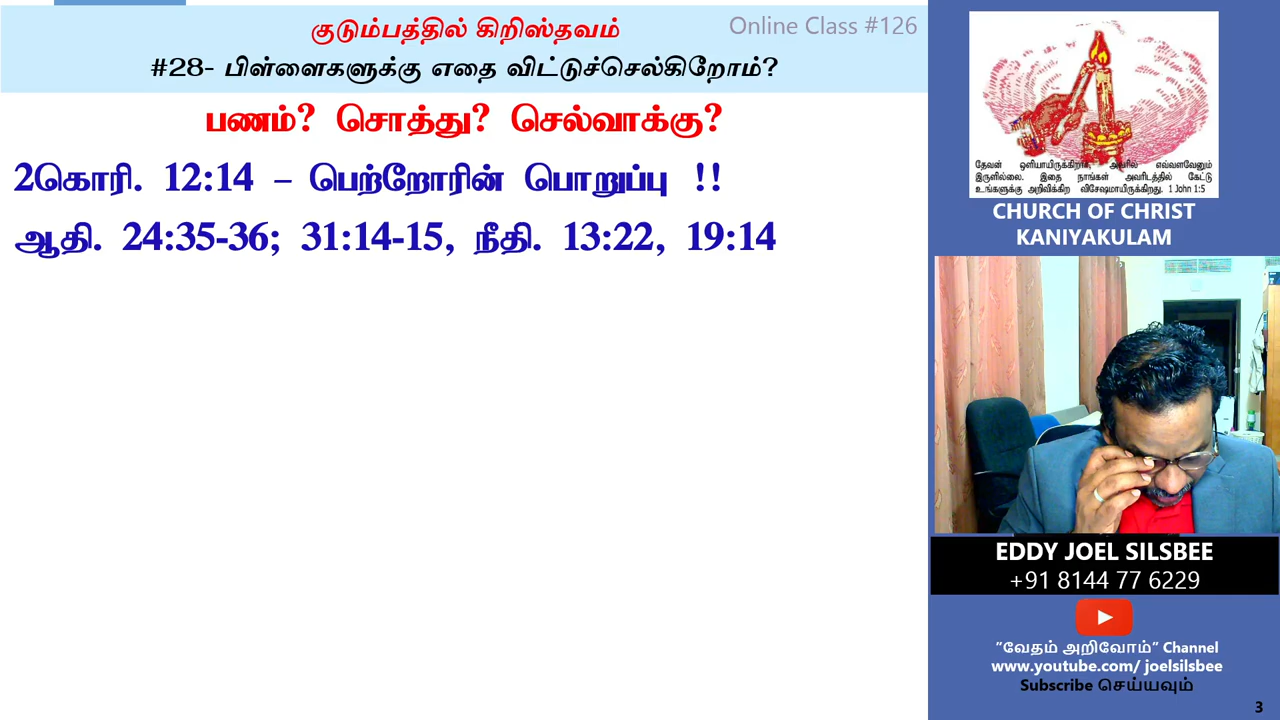 குடும்பத்தில் கிறிஸ்தவம்
Online Class #126
#28- பிள்ளைகளுக்கு எதை விட்டுச்செல்கிறோம்?
பணம்? சொத்து? செல்வாக்கு?
2கொரி. 12:14 – பெற்றோரின் பொறுப்பு !!
ஆதி. 24:35-36; 31:14-15, நீதி. 13:22, 19:14
தேவன் ஒளியாயிருக்கிறார், அவரில் எவ்வளவேனும்
இருளில்லை. இதை நாங்கள் அவரிடத்தில் கேட்டு
உங்களுக்கு அறிவிக்கிற விசேஷமாயிருக்கிறது. 1 John 1:5
CHURCH OF CHRIST
KANIYAKULAM
EDDY JOEL SILSBEE
+91 8144 77 6229
"வேதம் அறிவோம்" Channel
www.youtube.com/ joelsilsbee
Subscribe செய்யவும்
3